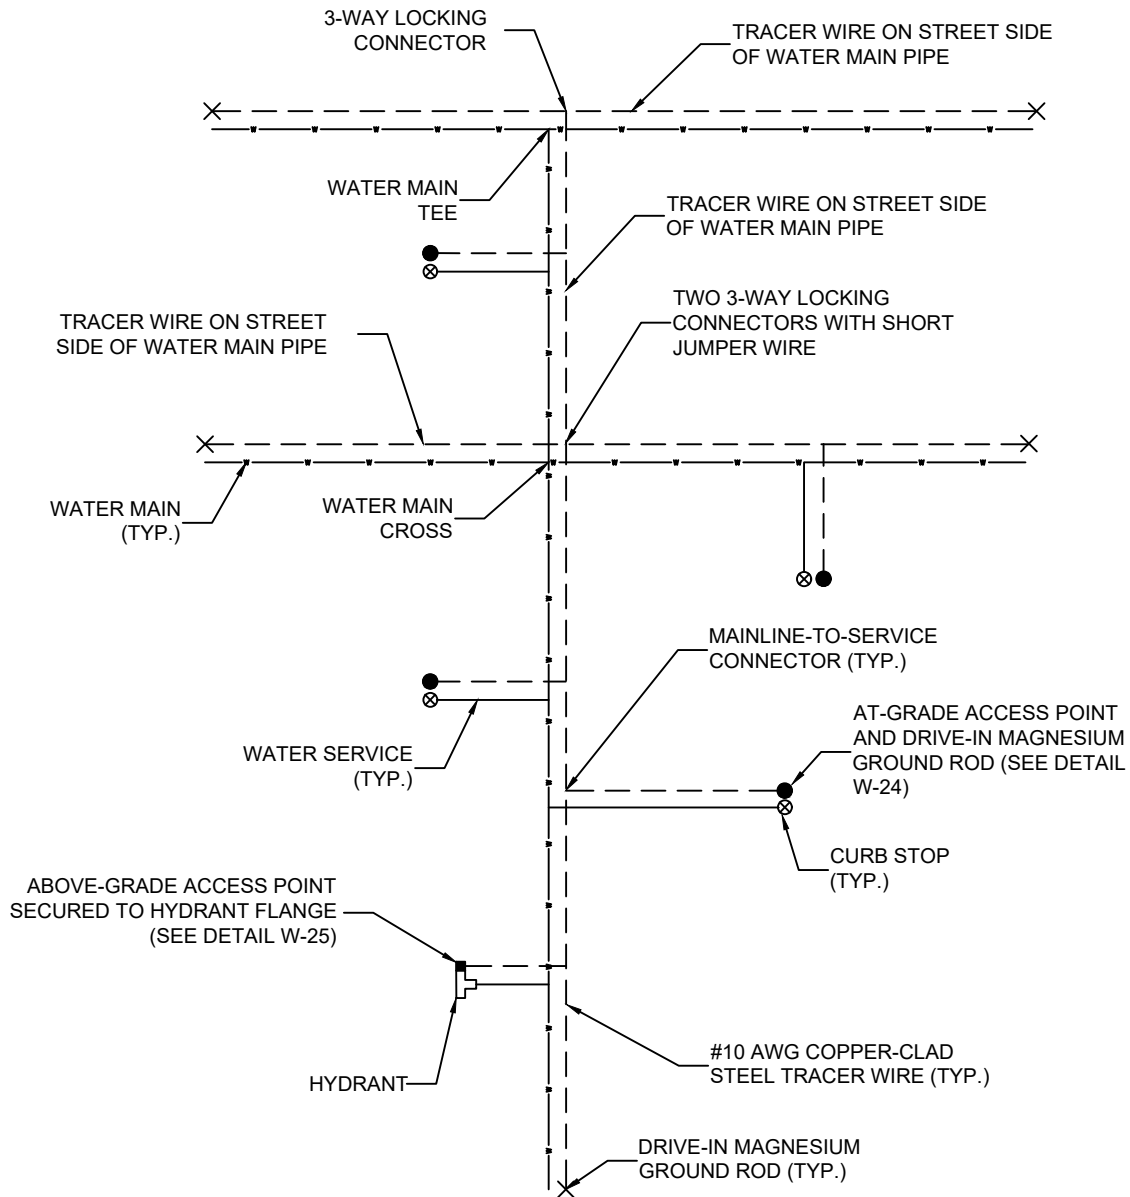 3-WAY LOCKING
CONNECTOR
TRACER WIRE ON STREET SIDE
OF WATER MAIN PIPE
WATER MAIN
TEE
TRACER WIRE ON STREET SIDE
OF WATER MAIN PIPE
TRACER WIRE ON STREET
SIDE OF WATER MAIN PIPE
TWO 3-WAY LOCKING
CONNECTORS WITH SHORT
JUMPER WIRE
WATER MAIN
(TYP.)
WATER MAIN
CROSS
MAINLINE-TO-SERVICE
CONNECTOR (TYP.)
WATER SERVICE
(TYP.)
AT-GRADE ACCESS POINT
AND DRIVE-IN MAGNESIUM
GROUND ROD (SEE DETAIL
W-24)
CURB STOP
(TYP.)
ABOVE-GRADE ACCESS POINT
SECURED TO HYDRANT FLANGE
(SEE DETAIL W-25)
HYDRANT
#10 AWG COPPER-CLAD
STEEL TRACER WIRE (TYP.)
DRIVE-IN MAGNESIUM
GROUND ROD (TYP.)